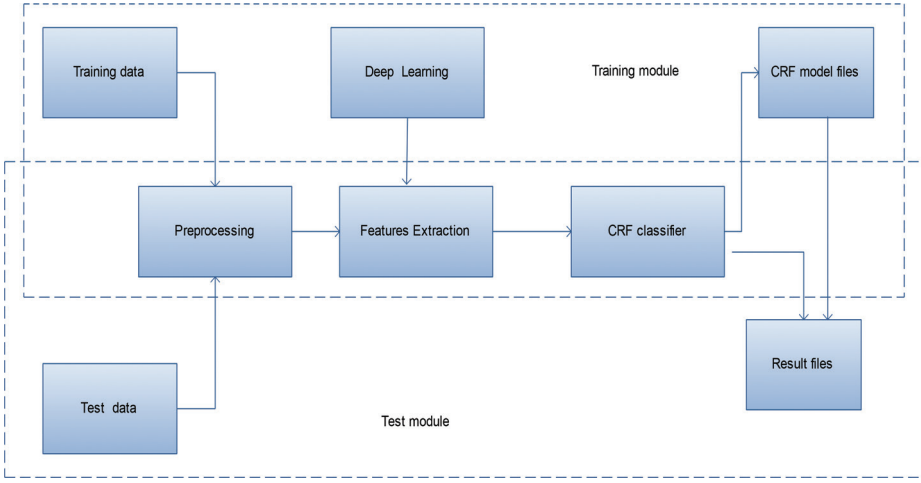 Training data
Deep Learning
Training module
CRF model files
Preprocessing
Features Extraction
CRF classifier
Result files
Test data
Test module